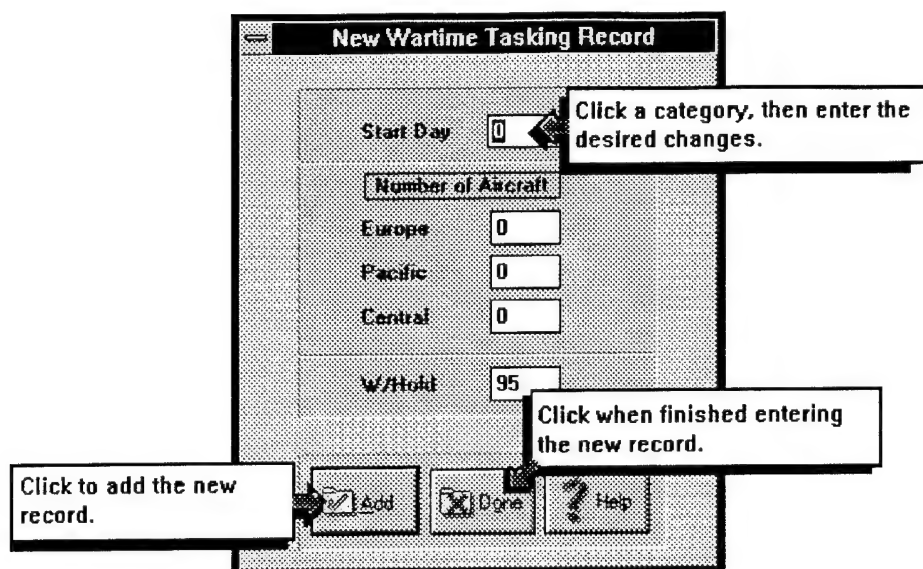 New Wartime Tasking Record
Start Day 0
Click a category, then enter the
desired changes.
Number of Aircraft
Europe 0
Pacific 0
Central 0
W/Hold 95
Click when finished entering
the new record.
Click to add the new
record.
Add
Done
Help